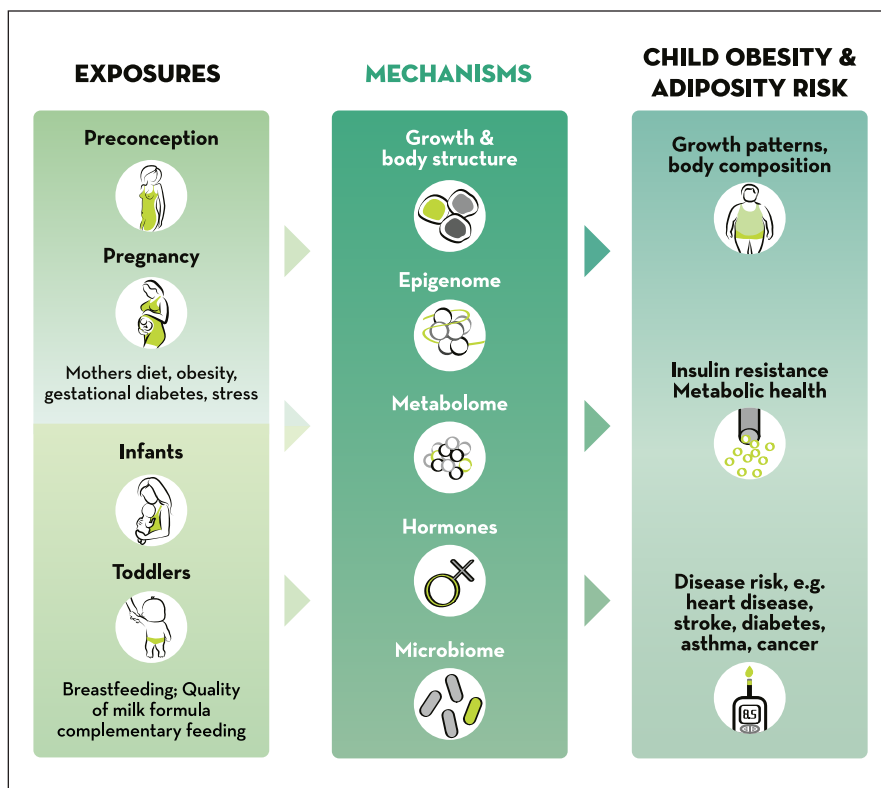 EXPOSURES
Preconception
Pregnancy
Mothers diet, obesity,
gestational diabetes, stress
Infants
Toddlers
Breastfeeding; Quality
of milk formula
complementary feeding
MECHANISMS
Growth &
body structure
Epigenome
Metabolome
Hormones
Microbiome
CHILD OBESITY &
ADIPOSITY RISK
Growth patterns,
body composition
Insulin resistance
Metabolic health
Disease risk, e.g.
heart disease,
stroke, diabetes,
asthma, cancer
8.5